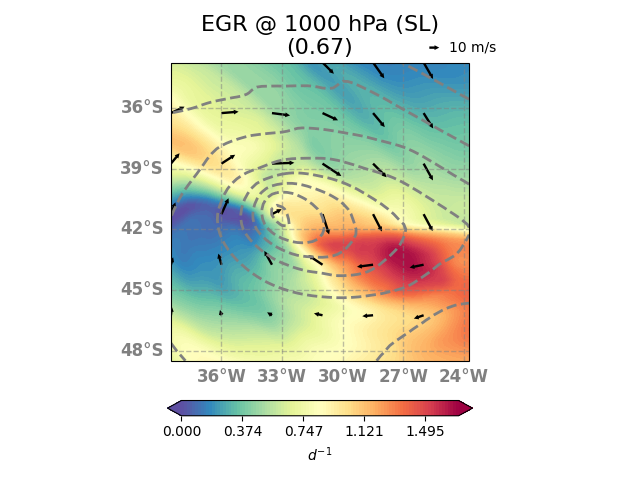 EGR @ 1000 hPa (SL)
(0.67)
10 m/s
36°S
39°S
42°S
45°S
48°S
36°W 33°W 30°W 27°W 24°W
0.000 0.374 0.747 1.121 1.495
d⁻¹